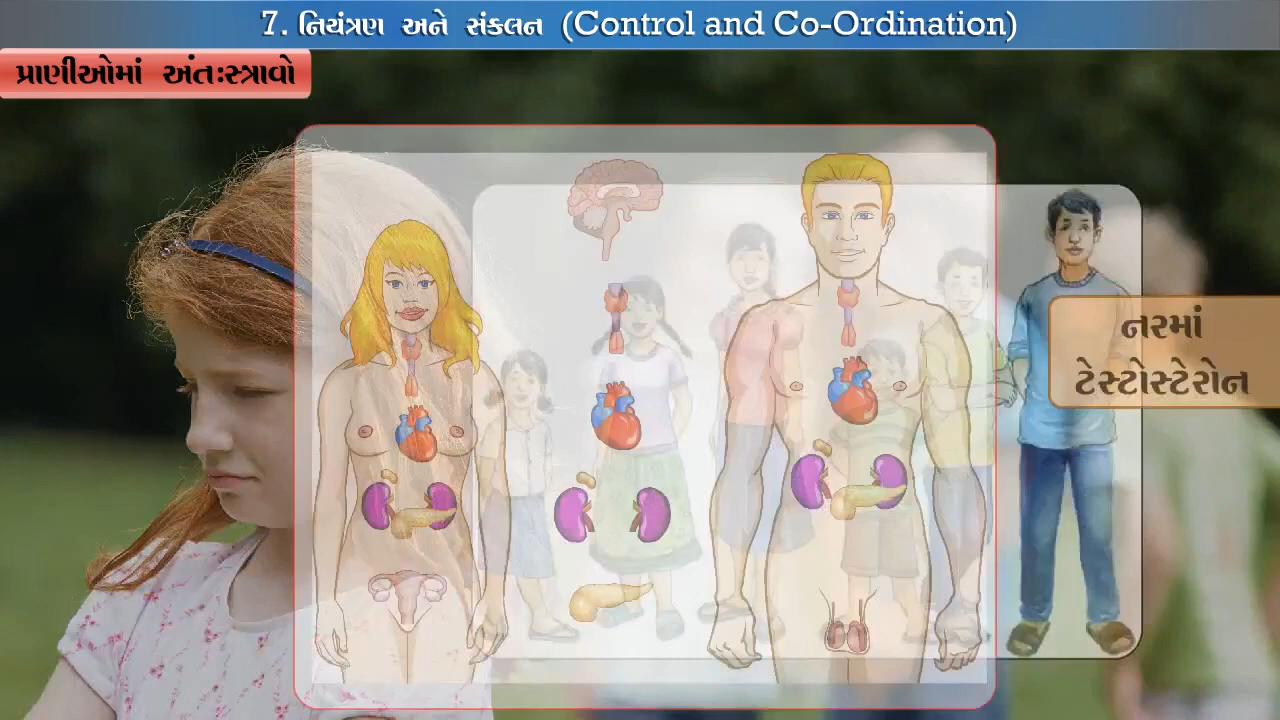 7. નિયંત્રણ અને સંકલન (Control and Co-Ordination)
પ્રાણીઓમાં અંતઃસ્ત્રાવો
નરમાં
ટેસ્ટોસ્ટેરોન